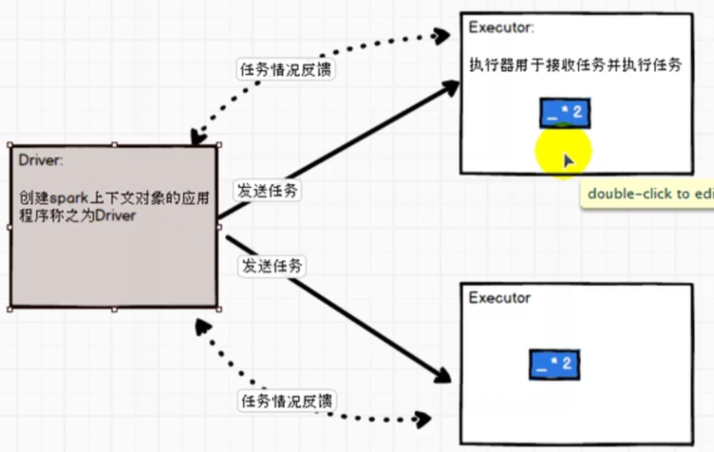 Executor:
任务情况反馈
执行器用于接收任务并执行任务
_ * 2
Driver:
创建spark上下文对象的应用
程序称之为Driver
发送任务
double-click to edi
发送任务
Executor
_ * 2
任务情况反馈